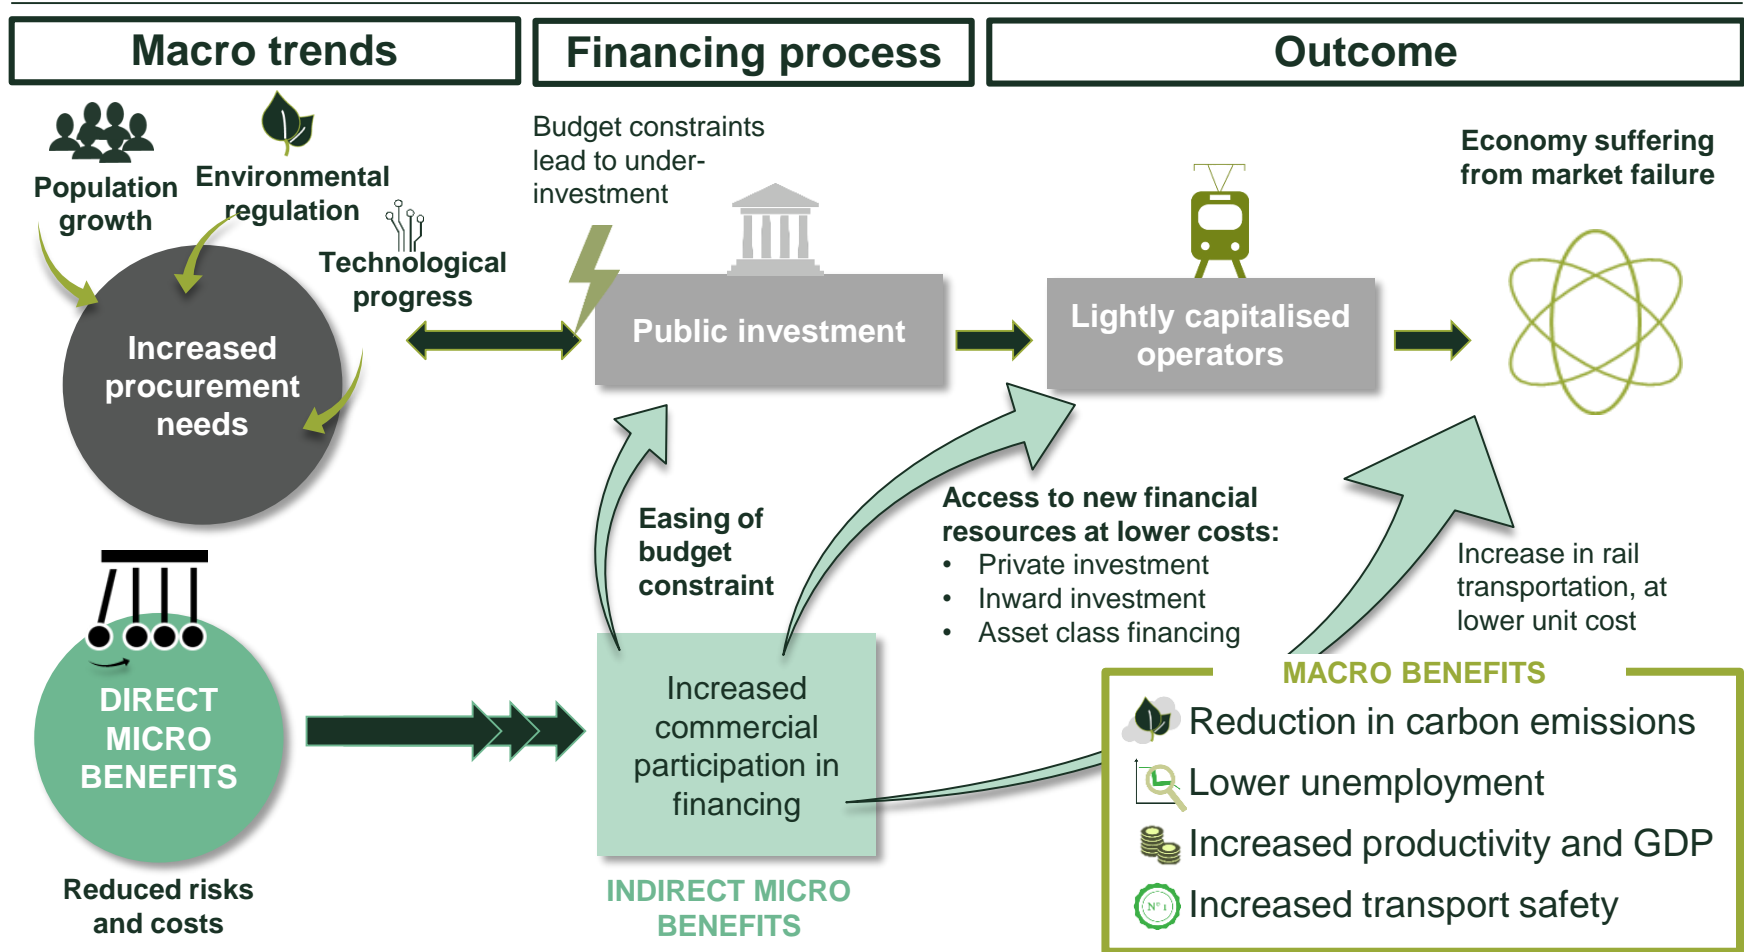 Macro trends
Financing process
Outcome
Population
growth
Environmental
regulation
Technological
progress
Increased
procurement
needs
Budget constraints
lead to under-
investment
Public investment
Lightly capitalised
operators
Economy suffering
from market failure
Easing of
budget
constraint
Access to new financial
resources at lower costs:
• Private investment
• Inward investment
• Asset class financing
Increase in rail
transportation, at
lower unit cost
DIRECT
MICRO
BENEFITS
Reduced risks
and costs
Increased
commercial
participation in
financing
INDIRECT MICRO
BENEFITS
MACRO BENEFITS
Reduction in carbon emissions
Lower unemployment
Increased productivity and GDP
Nº 1
Increased transport safety